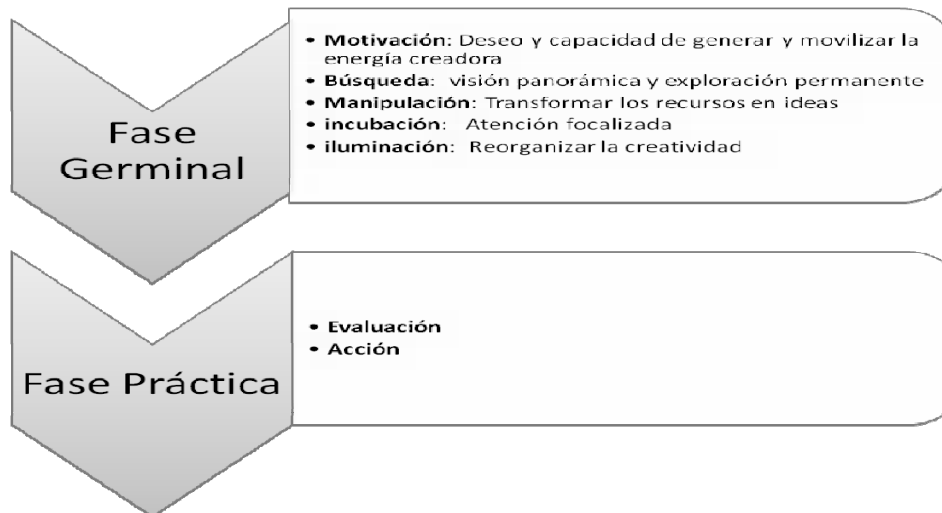 Fase
Germinal
• Motivación: Deseo y capacidad de generar y movilizar la
energía creadora
• Búsqueda: visión panorámica y exploración permanente
• Manipulación: Transformar los recursos en ideas
• incubación: Atención focalizada
• iluminación: Reorganizar la creatividad
Fase Práctica
• Evaluación
• Acción